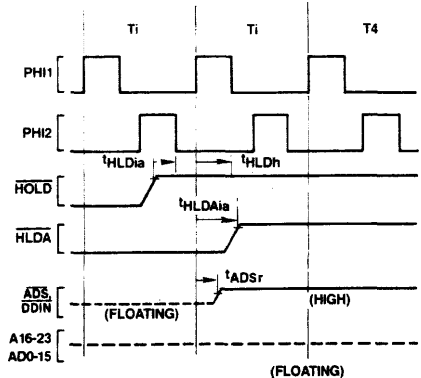 Ti Ti T4
PHI1
PHI2
tHLDia tHLDh
HOLD
tHLDAia
HLDA
tADSr
ADS,
DDIN
(FLOATING) (HIGH)
A16-23
AD0-15
(FLOATING)